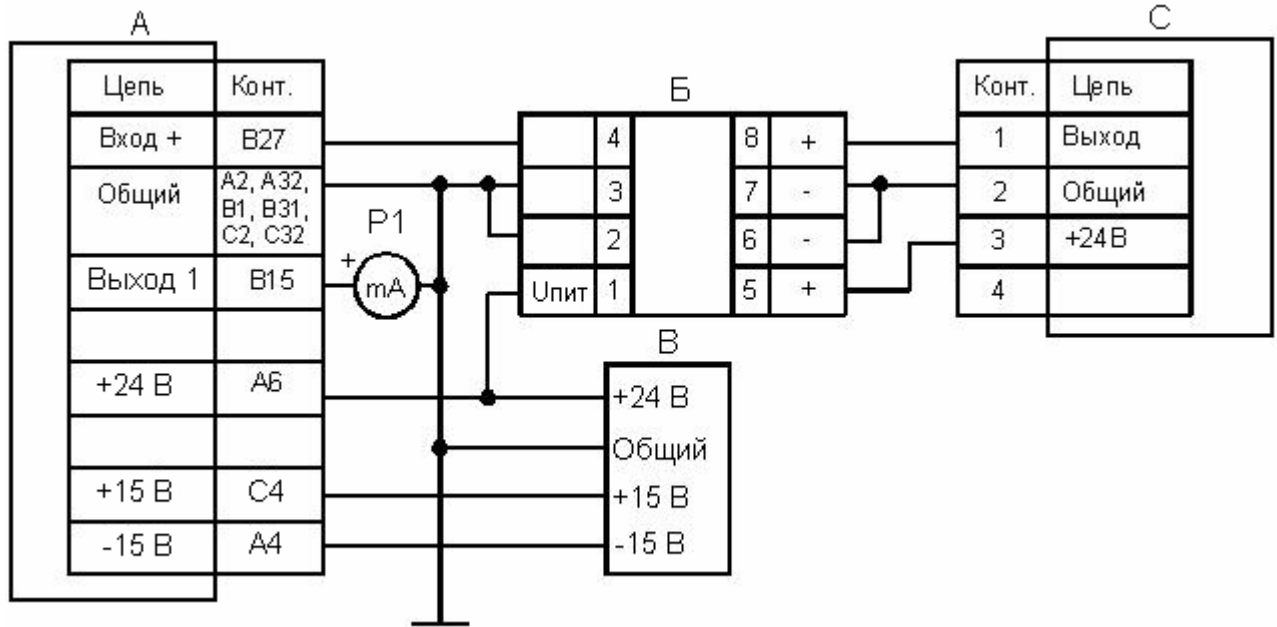 А
Цепь Конт.
Вход + В27
Общий А2, А32,
В1, В31,
С2, С32
Выход 1 В15
+24 В А6
+15 В С4
-15 В А4
P1
+
mA
Б
4 8 +
3 7 -
2 6 -
Uпит 1 5 +
В
+24 В
Общий
+15 В
-15 В
С
Конт. Цепь
1 Выход
2 Общий
3 +24В
4